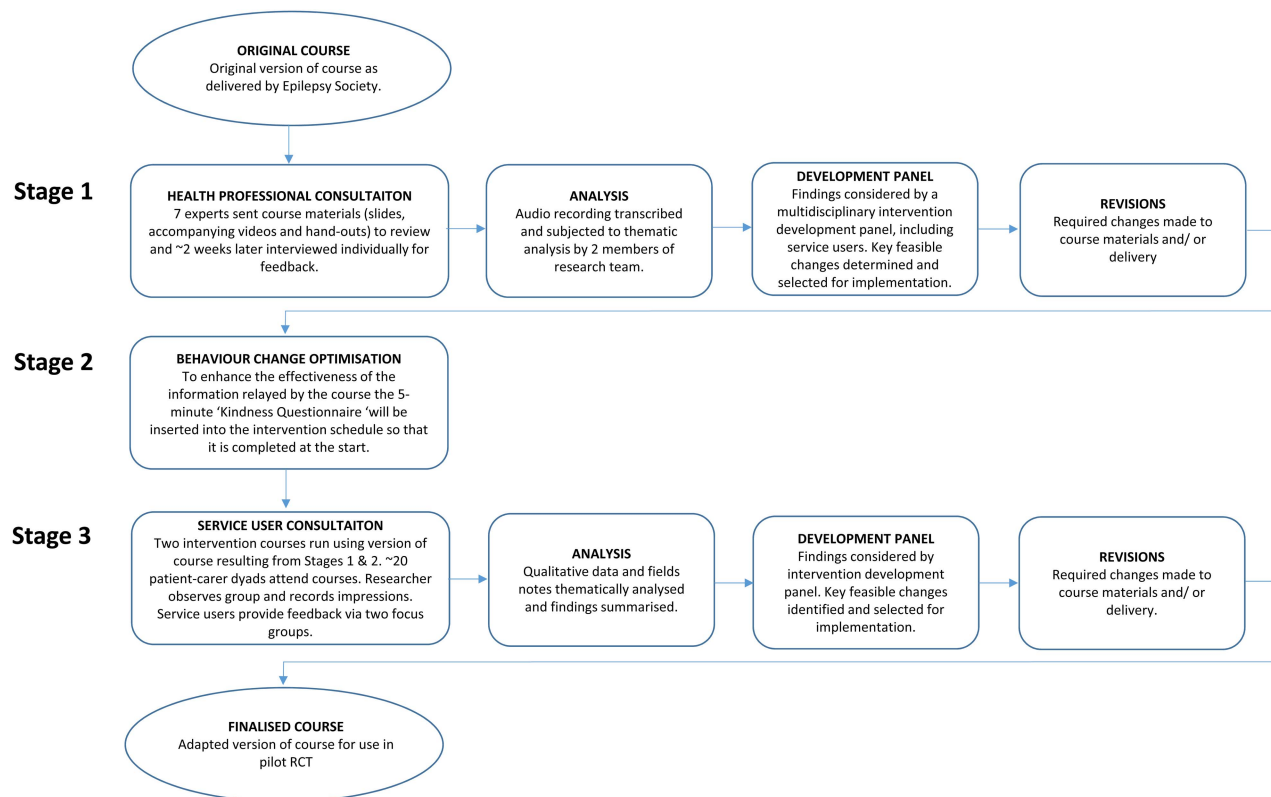 ORIGINAL COURSE
Original version of course as
delivered by Epilepsy Society.
Stage 1
HEALTH PROFESSIONAL CONSULTAITON
7 experts sent course materials (slides,
accompanying videos and hand-outs) to review
and ~2 weeks later interviewed individually for
feedback.
ANALYSIS
Audio recording transcribed
and subjected to thematic
analysis by 2 members of
research team.
DEVELOPMENT PANEL
Findings considered by a
multidisciplinary intervention
development panel, including
service users. Key feasible
changes determined and
selected for implementation.
REVISIONS
Required changes made to
course materials and/ or
delivery
Stage 2
BEHAVIOUR CHANGE OPTIMISATION
To enhance the effectiveness of the
information relayed by the course the 5-
minute ‘Kindness Questionnaire ‘will be
inserted into the intervention schedule so that
it is completed at the start.
Stage 3
SERVICE USER CONSULTAITON
Two intervention courses run using version of
course resulting from Stages 1 & 2. ~20
patient-carer dyads attend courses. Researcher
observes group and records impressions.
Service users provide feedback via two focus
groups.
ANALYSIS
Qualitative data and fields
notes thematically analysed
and findings summarised.
DEVELOPMENT PANEL
Findings considered by
intervention development
panel. Key feasible changes
identified and selected for
implementation.
REVISIONS
Required changes made to
course materials and/ or
delivery.
FINALISED COURSE
Adapted version of course for use in
pilot RCT